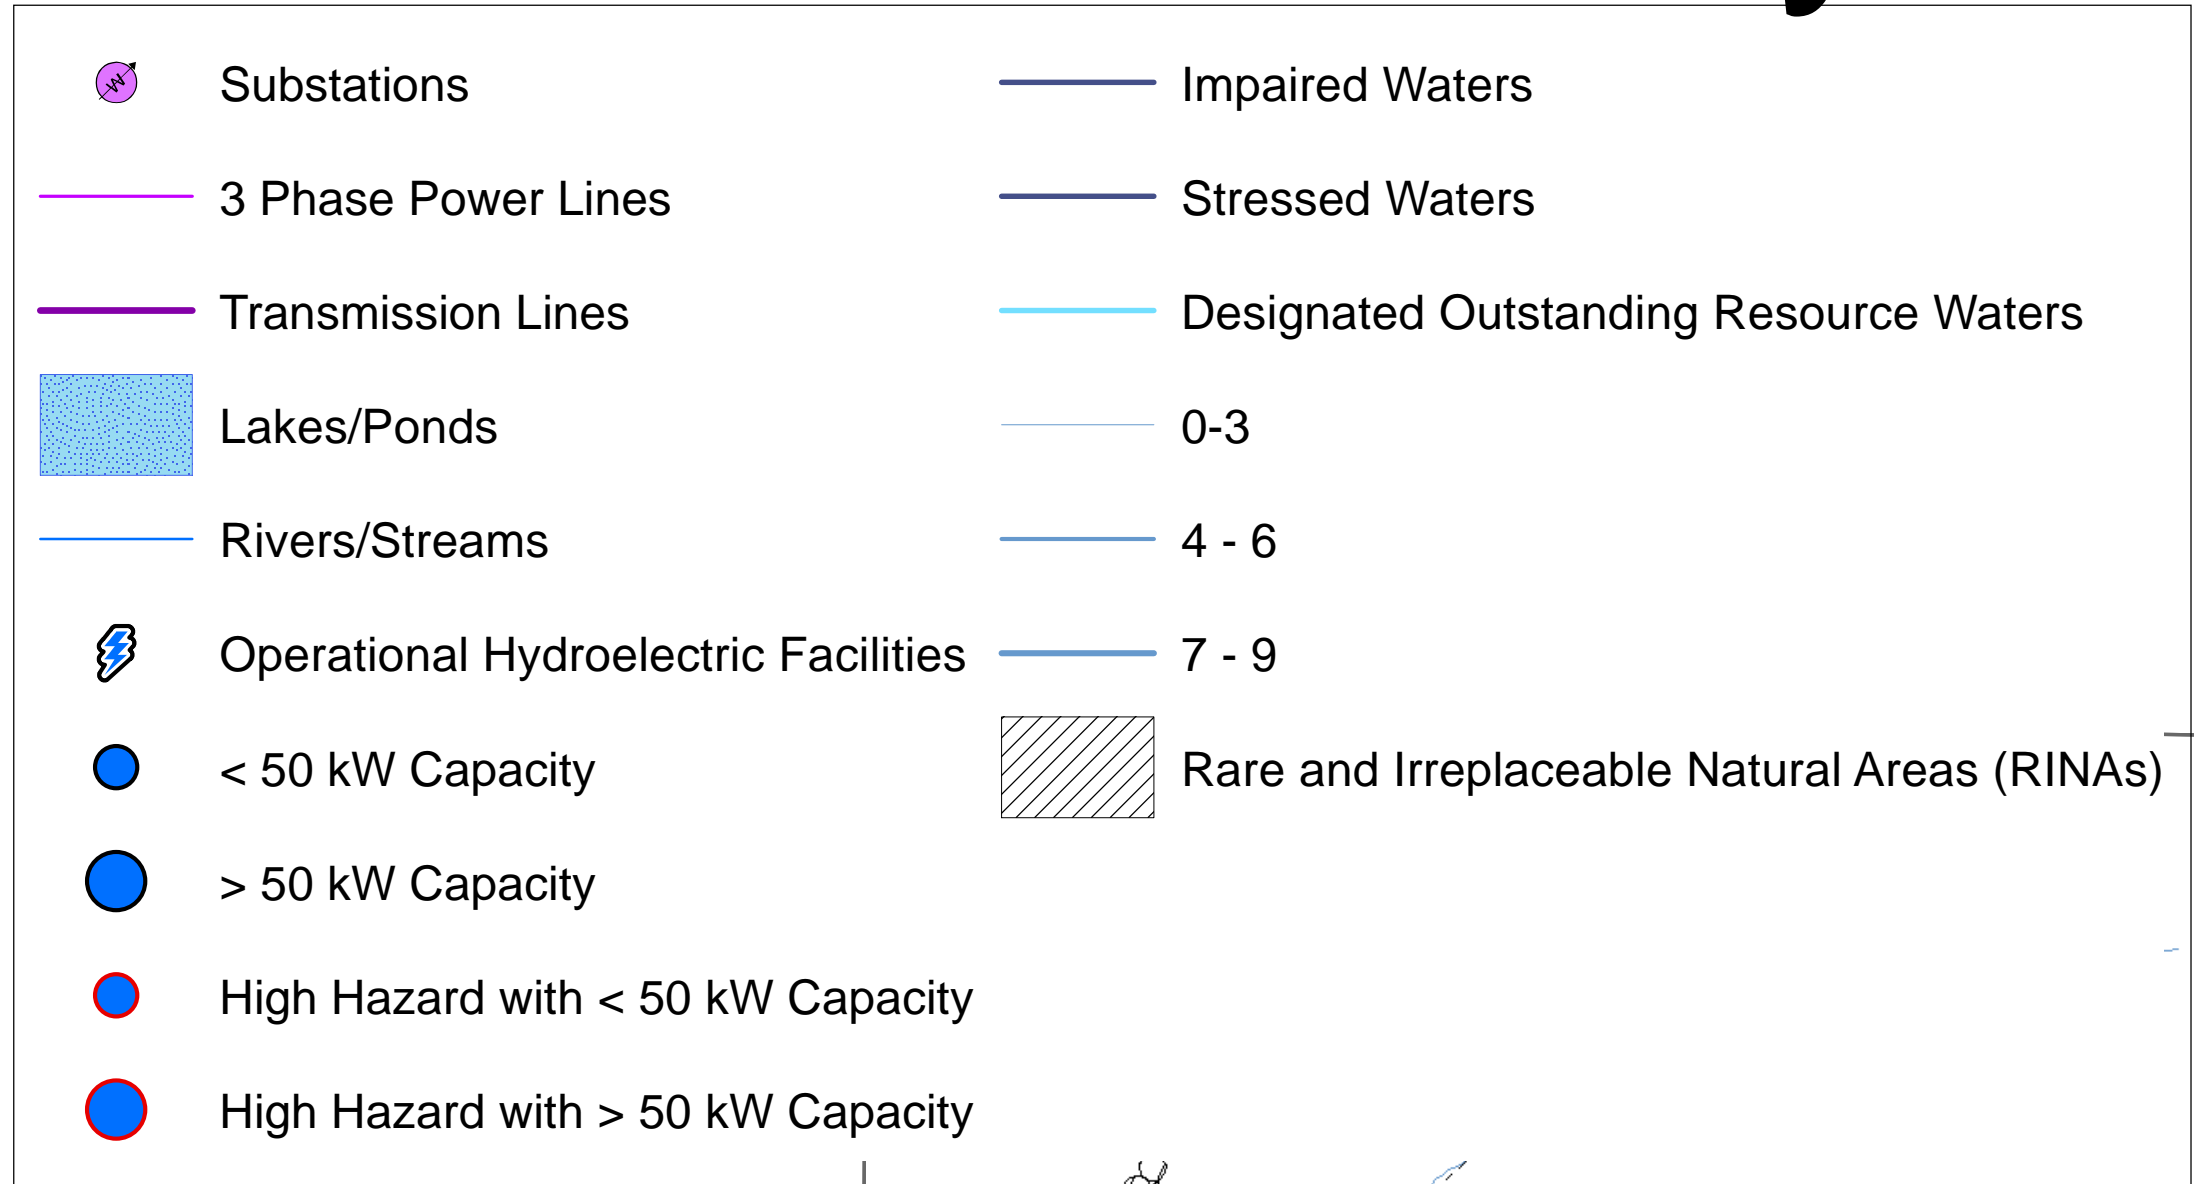 Substations
3 Phase Power Lines
Transmission Lines
Lakes/Ponds
Rivers/Streams
Operational Hydroelectric Facilities
< 50 kW Capacity
> 50 kW Capacity
High Hazard with < 50 kW Capacity
High Hazard with > 50 kW Capacity
Impaired Waters
Stressed Waters
Designated Outstanding Resource Waters
0-3
4 - 6
7 - 9
Rare and Irreplaceable Natural Areas (RINAs)